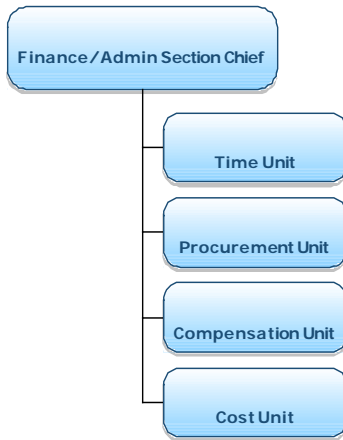 Finance/Admin Section Chief
Time Unit
Procurement Unit
Compensation Unit
Cost Unit